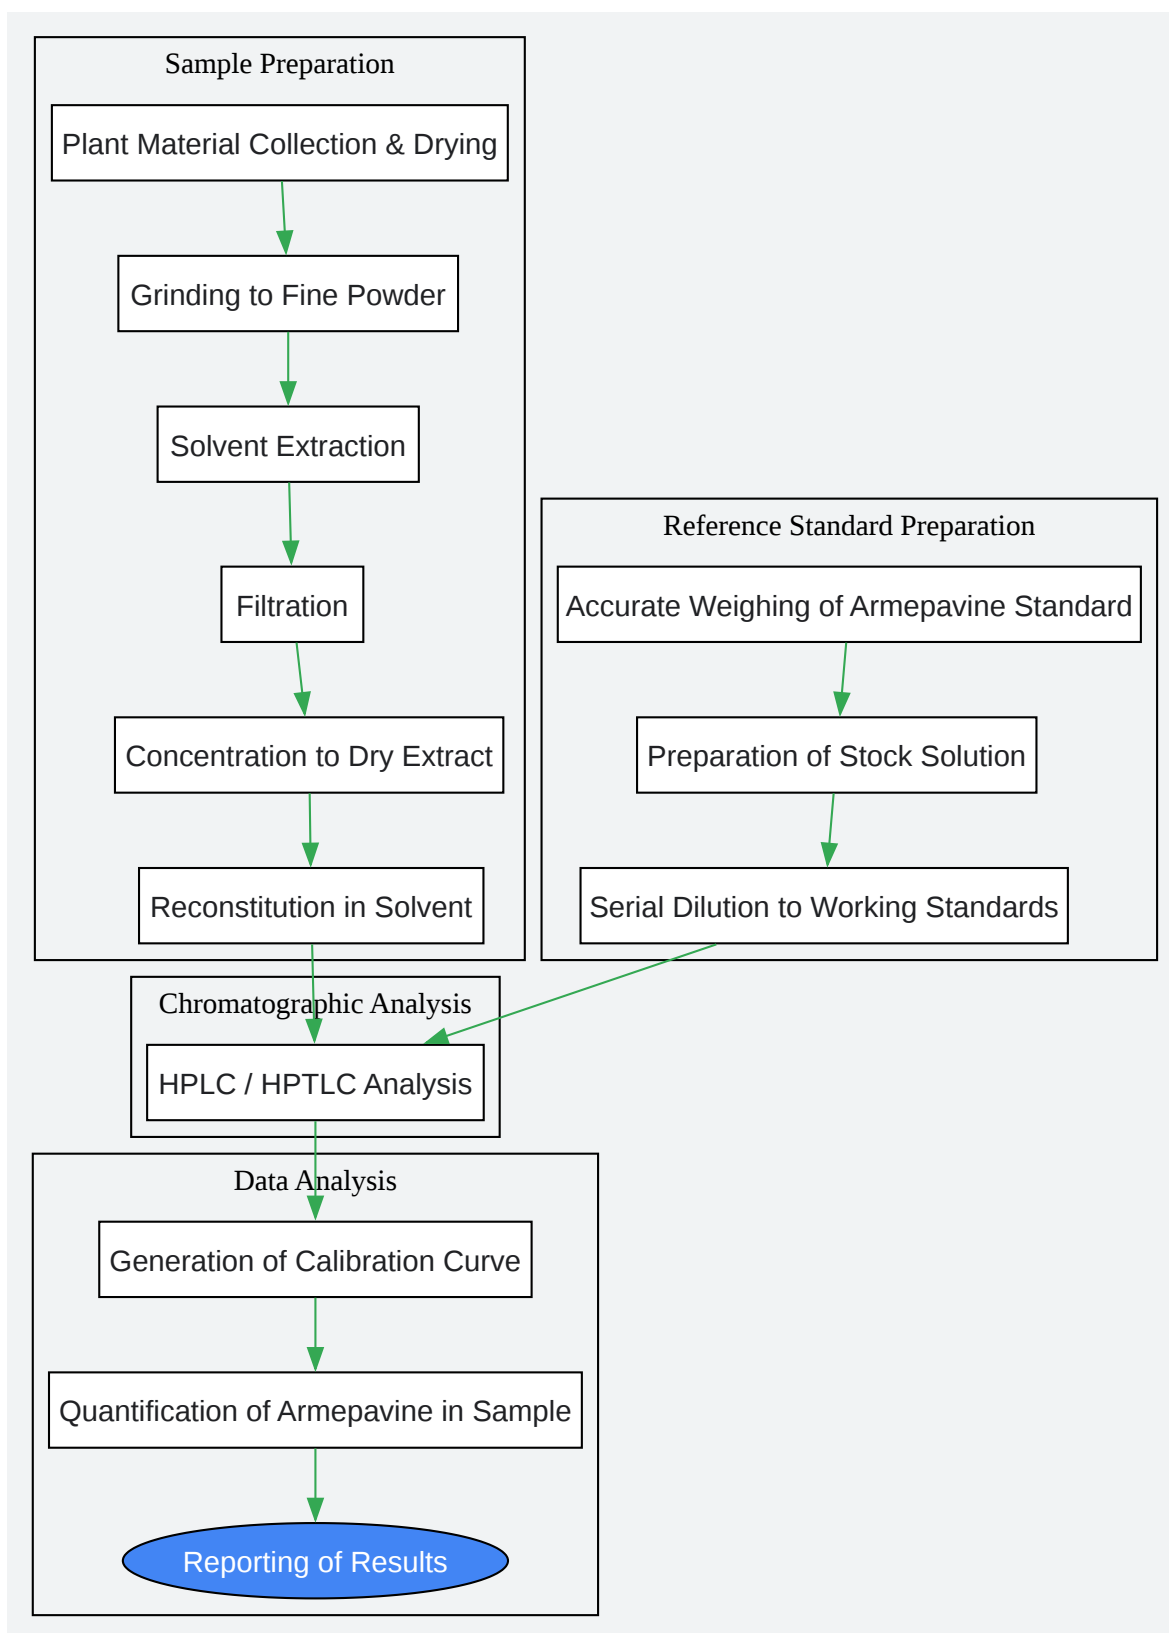 Sample Preparation
Plant Material Collection & Drying
Grinding to Fine Powder
Solvent Extraction
Filtration
Concentration to Dry Extract
Reconstitution in Solvent
Reference Standard Preparation
Accurate Weighing of Armepavine Standard
Preparation of Stock Solution
Serial Dilution to Working Standards
Chromatographic Analysis
HPLC / HPTLC Analysis
Data Analysis
Generation of Calibration Curve
Quantification of Armepavine in Sample
Reporting of Results